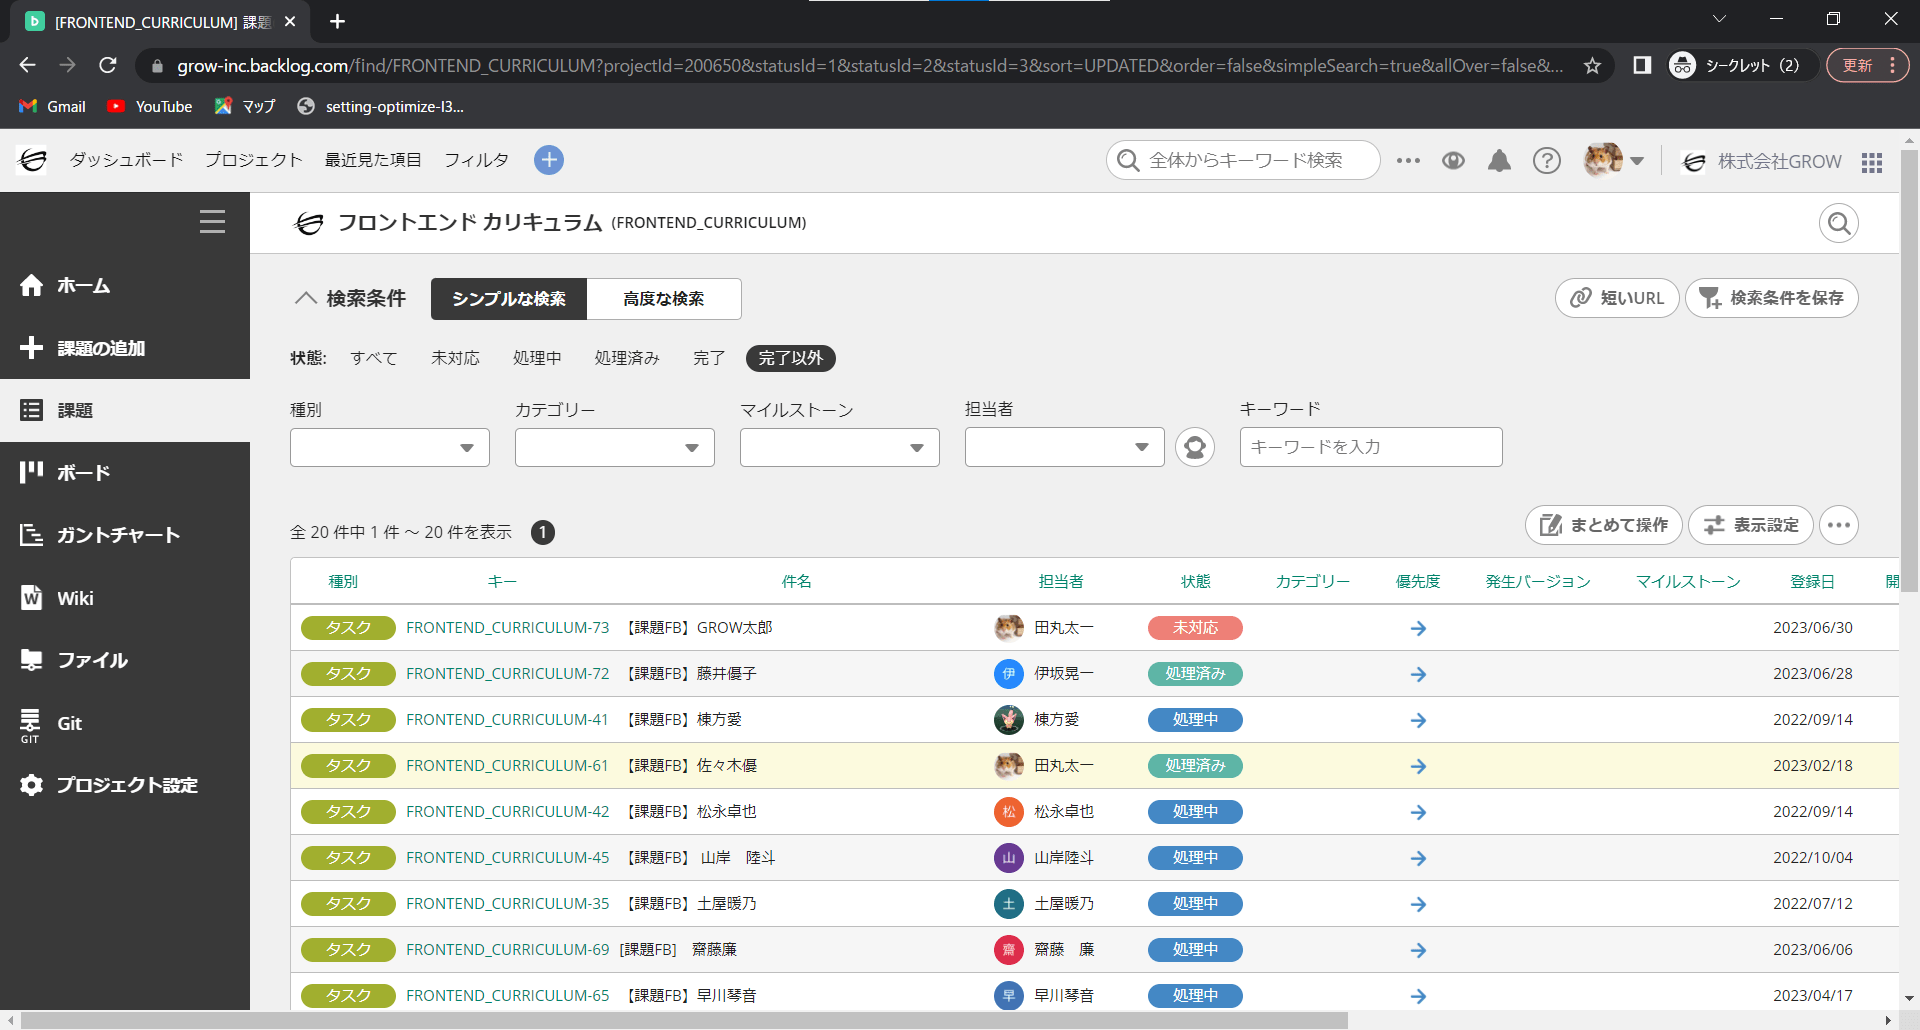 [FRONTEND_CURRICULUM] 課題
grow-inc.backlog.com/find/FRONTEND_CURRICULUM?projectId=200650&statusId=1&statusId=2&statusId=3&sort=UPDATED&order=false&simpleSearch=true&allOver=false&...
シークレット (2)
更新
Gmail YouTube マップ setting-optimize-l3...
ダッシュボード プロジェクト 最近見た項目 フィルタ
全体からキーワード検索
株式会社GROW
フロントエンド カリキュラム (FRONTEND_CURRICULUM)
ホーム
課題の追加
課題
ボード
ガントチャート
Wiki
ファイル
GIT Git
プロジェクト設定
検索条件 シンプルな検索 高度な検索 短いURL 検索条件を保存
状態: すべて 未対応 処理中 処理済み 完了 完了以外
種別 カテゴリー マイルストーン 担当者 キーワード
キーワードを入力
全 20 件中 1 件 ～ 20 件を表示 1 まとめて操作 表示設定
種別 キー 件名 担当者 状態 カテゴリー 優先度 発生バージョン マイルストーン 登録日 開
タスク FRONTEND_CURRICULUM-73 【課題FB】GROW太郎 田丸太一 未対応 2023/06/30
タスク FRONTEND_CURRICULUM-72 【課題FB】藤井優子 伊 伊坂晃一 処理済み 2023/06/28
タスク FRONTEND_CURRICULUM-41 【課題FB】棟方愛 棟方愛 処理中 2022/09/14
タスク FRONTEND_CURRICULUM-61 【課題FB】佐々木優 田丸太一 処理済み 2023/02/18
タスク FRONTEND_CURRICULUM-42 【課題FB】松永卓也 松 松永卓也 処理中 2022/09/14
タスク FRONTEND_CURRICULUM-45 【課題FB】 山岸　陸斗 山 山岸陸斗 処理中 2022/10/04
タスク FRONTEND_CURRICULUM-35 【課題FB】土屋暖乃 土 土屋暖乃 処理中 2022/07/12
タスク FRONTEND_CURRICULUM-69 [課題FB]　齋藤廉 齋 齋藤　廉 処理中 2023/06/06
タスク FRONTEND_CURRICULUM-65 【課題FB】早川琴音 早 早川琴音 処理中 2023/04/17